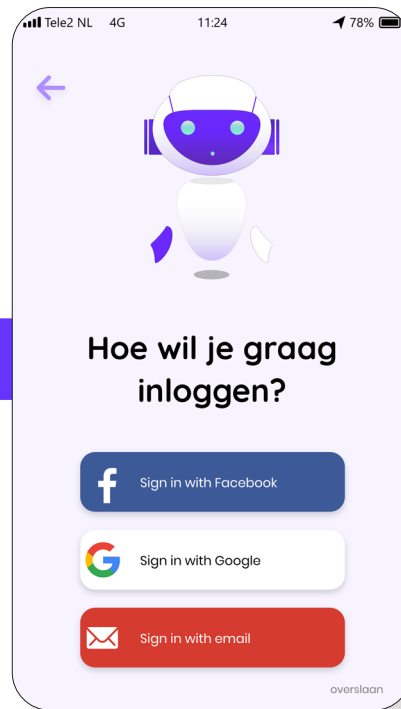 Tele2 NL 4G 11:24 78%
Hoe wil je graag
inloggen?
Sign in with Facebook
Sign in with Google
Sign in with email
overslaan